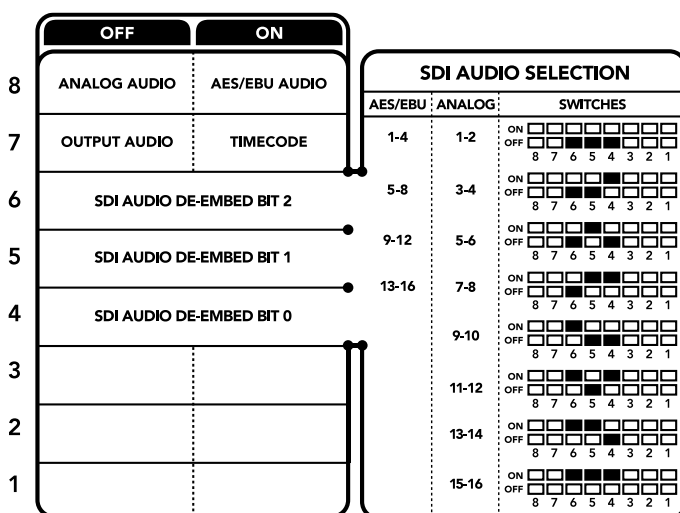 OFF ON
8 ANALOG AUDIO AES/EBU AUDIO
7 OUTPUT AUDIO TIMECODE
6 SDI AUDIO DE-EMBED BIT 2
5 SDI AUDIO DE-EMBED BIT 1
4 SDI AUDIO DE-EMBED BIT 0
3
2
1
SDI AUDIO SELECTION
AES/EBU ANALOG SWITCHES
1-4 1-2 ON
OFF
8 7 6 5 4 3 2 1
5-8 3-4 ON
OFF
8 7 6 5 4 3 2 1
9-12 5-6 ON
OFF
8 7 6 5 4 3 2 1
13-16 7-8 ON
OFF
8 7 6 5 4 3 2 1
9-10 ON
OFF
8 7 6 5 4 3 2 1
11-12 ON
OFF
8 7 6 5 4 3 2 1
13-14 ON
OFF
8 7 6 5 4 3 2 1
15-16 ON
OFF
8 7 6 5 4 3 2 1